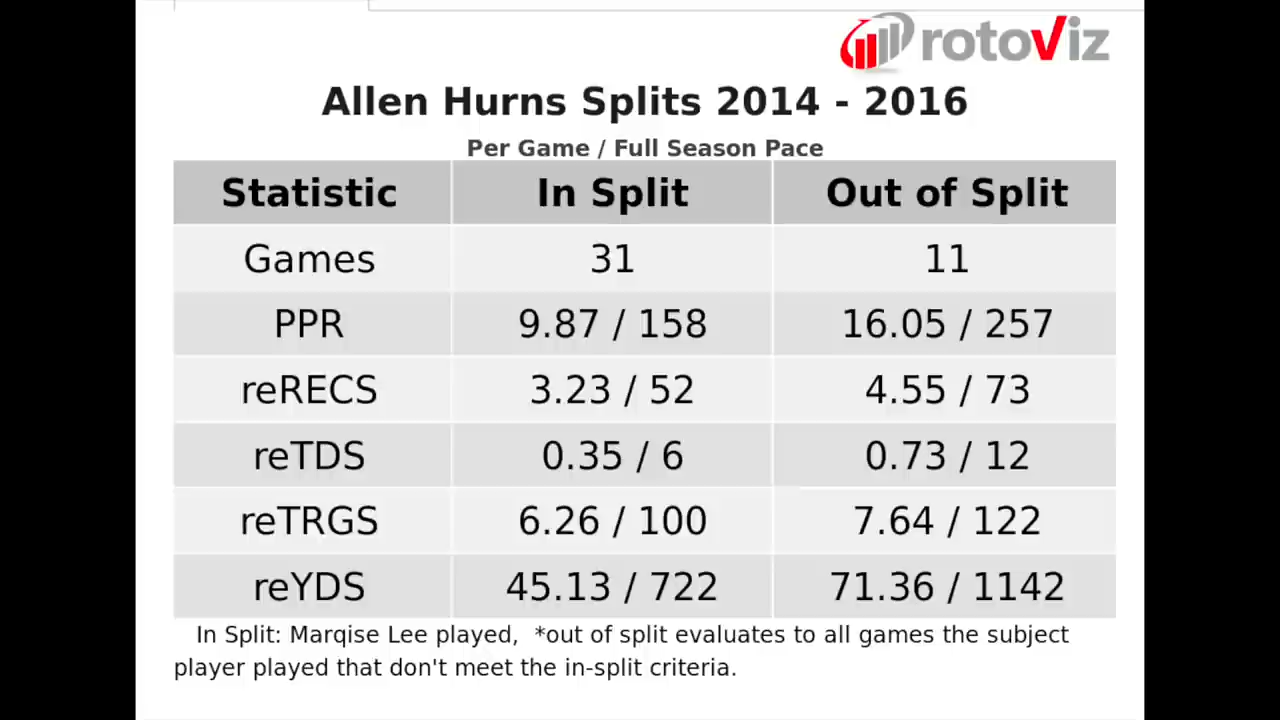 rotoViz
Allen Hurns Splits 2014 - 2016
Per Game / Full Season Pace
Statistic In Split Out of Split
Games 31 11
PPR 9.87 / 158 16.05 / 257
reRECS 3.23 / 52 4.55 / 73
reTDS 0.35 / 6 0.73 / 12
reTRGS 6.26 / 100 7.64 / 122
reYDS 45.13 / 722 71.36 / 1142
In Split: Marqise Lee played, *out of split evaluates to all games the subject
player played that don't meet the in-split criteria.